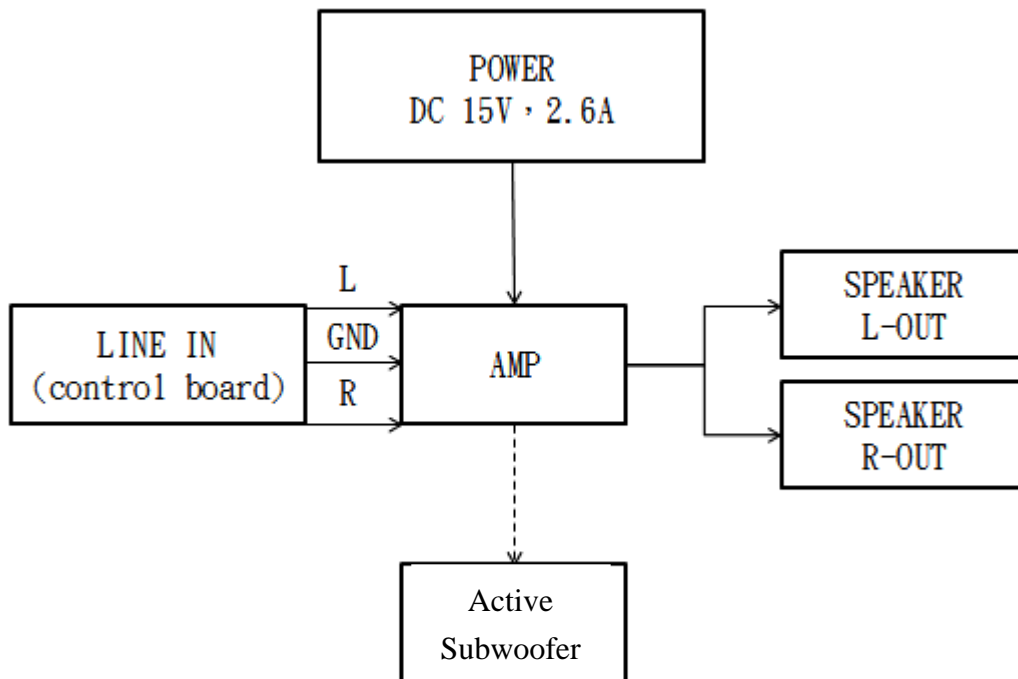 POWER
DC 15V，2.6A
L
GND
R
LINE IN
(control board)
AMP
SPEAKER
L-OUT
SPEAKER
R-OUT
Active
Subwoofer